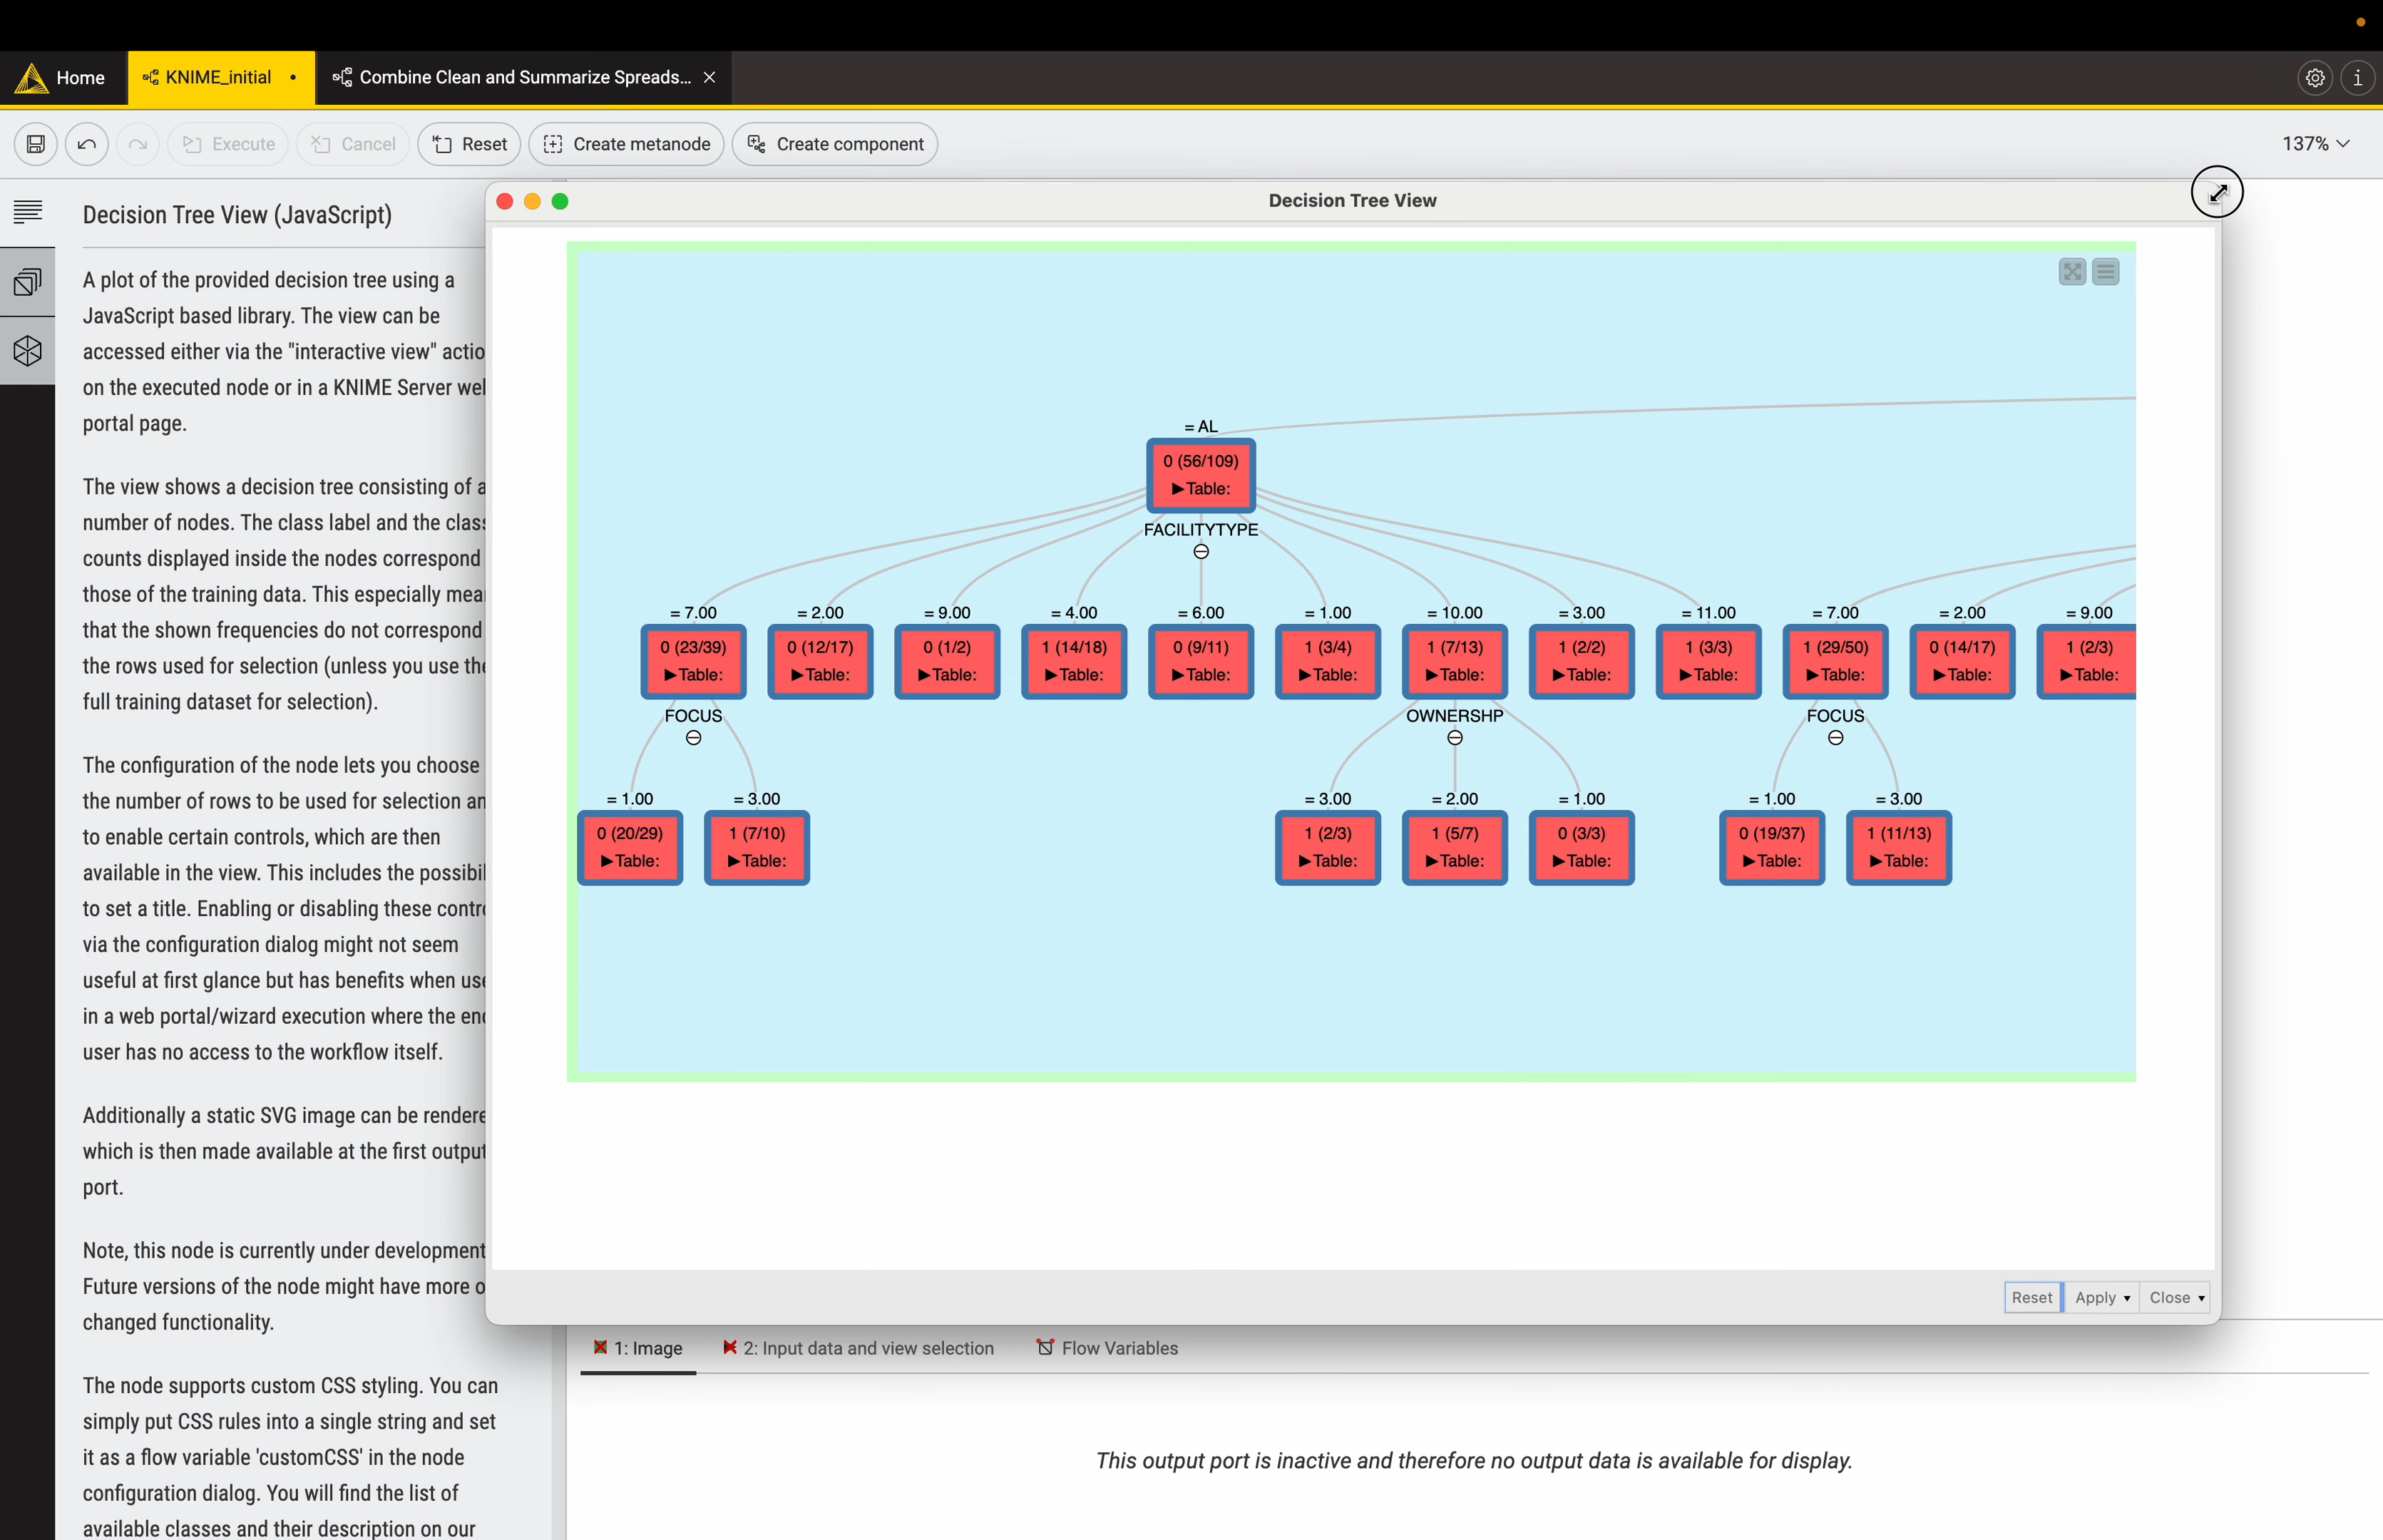 Home
KNIME_initial •
Combine Clean and Summarize Spreads...
Execute
Cancel
Reset
Create metanode
Create component
137%
Decision Tree View (JavaScript)
A plot of the provided decision tree using a
JavaScript based library. The view can be
accessed either via the "interactive view" actio
on the executed node or in a KNIME Server we
portal page.
The view shows a decision tree consisting of a
number of nodes. The class label and the clas
counts displayed inside the nodes correspond
those of the training data. This especially mea
that the shown frequencies do not correspond
the rows used for selection (unless you use the
full training dataset for selection).
The configuration of the node lets you choose
the number of rows to be used for selection an
to enable certain controls, which are then
available in the view. This includes the possibil
to set a title. Enabling or disabling these contr
via the configuration dialog might not seem
useful at first glance but has benefits when use
in a web portal/wizard execution where the en
user has no access to the workflow itself.
Additionally a static SVG image can be rendere
which is then made available at the first output
port.
Note, this node is currently under development
Future versions of the node might have more o
changed functionality.
The node supports custom CSS styling. You can
simply put CSS rules into a single string and set
it as a flow variable 'customCSS' in the node
configuration dialog. You will find the list of
available classes and their description on our
Decision Tree View
= AL
0 (56/109)
▶Table:
FACILITYTYPE
= 7.00 = 2.00 = 9.00 = 4.00 = 6.00 = 1.00 = 10.00 = 3.00 = 11.00 = 7.00 = 2.00 = 9.00
0 (23/39) 0 (12/17) 0 (1/2) 1 (14/18) 0 (9/11) 1 (3/4) 1 (7/13) 1 (2/2) 1 (3/3) 1 (29/50) 0 (14/17) 1 (2/3)
▶Table: ▶Table: ▶Table: ▶Table: ▶Table: ▶Table: ▶Table: ▶Table: ▶Table: ▶Table: ▶Table: ▶Table:
FOCUS OWNERSHP FOCUS
= 1.00 = 3.00 = 3.00 = 2.00 = 1.00 = 1.00 = 3.00
0 (20/29) 1 (7/10) 1 (2/3) 1 (5/7) 0 (3/3) 0 (19/37) 1 (11/13)
▶Table: ▶Table: ▶Table: ▶Table: ▶Table: ▶Table: ▶Table:
Reset Apply Close
1: Image
2: Input data and view selection
Flow Variables
This output port is inactive and therefore no output data is available for display.